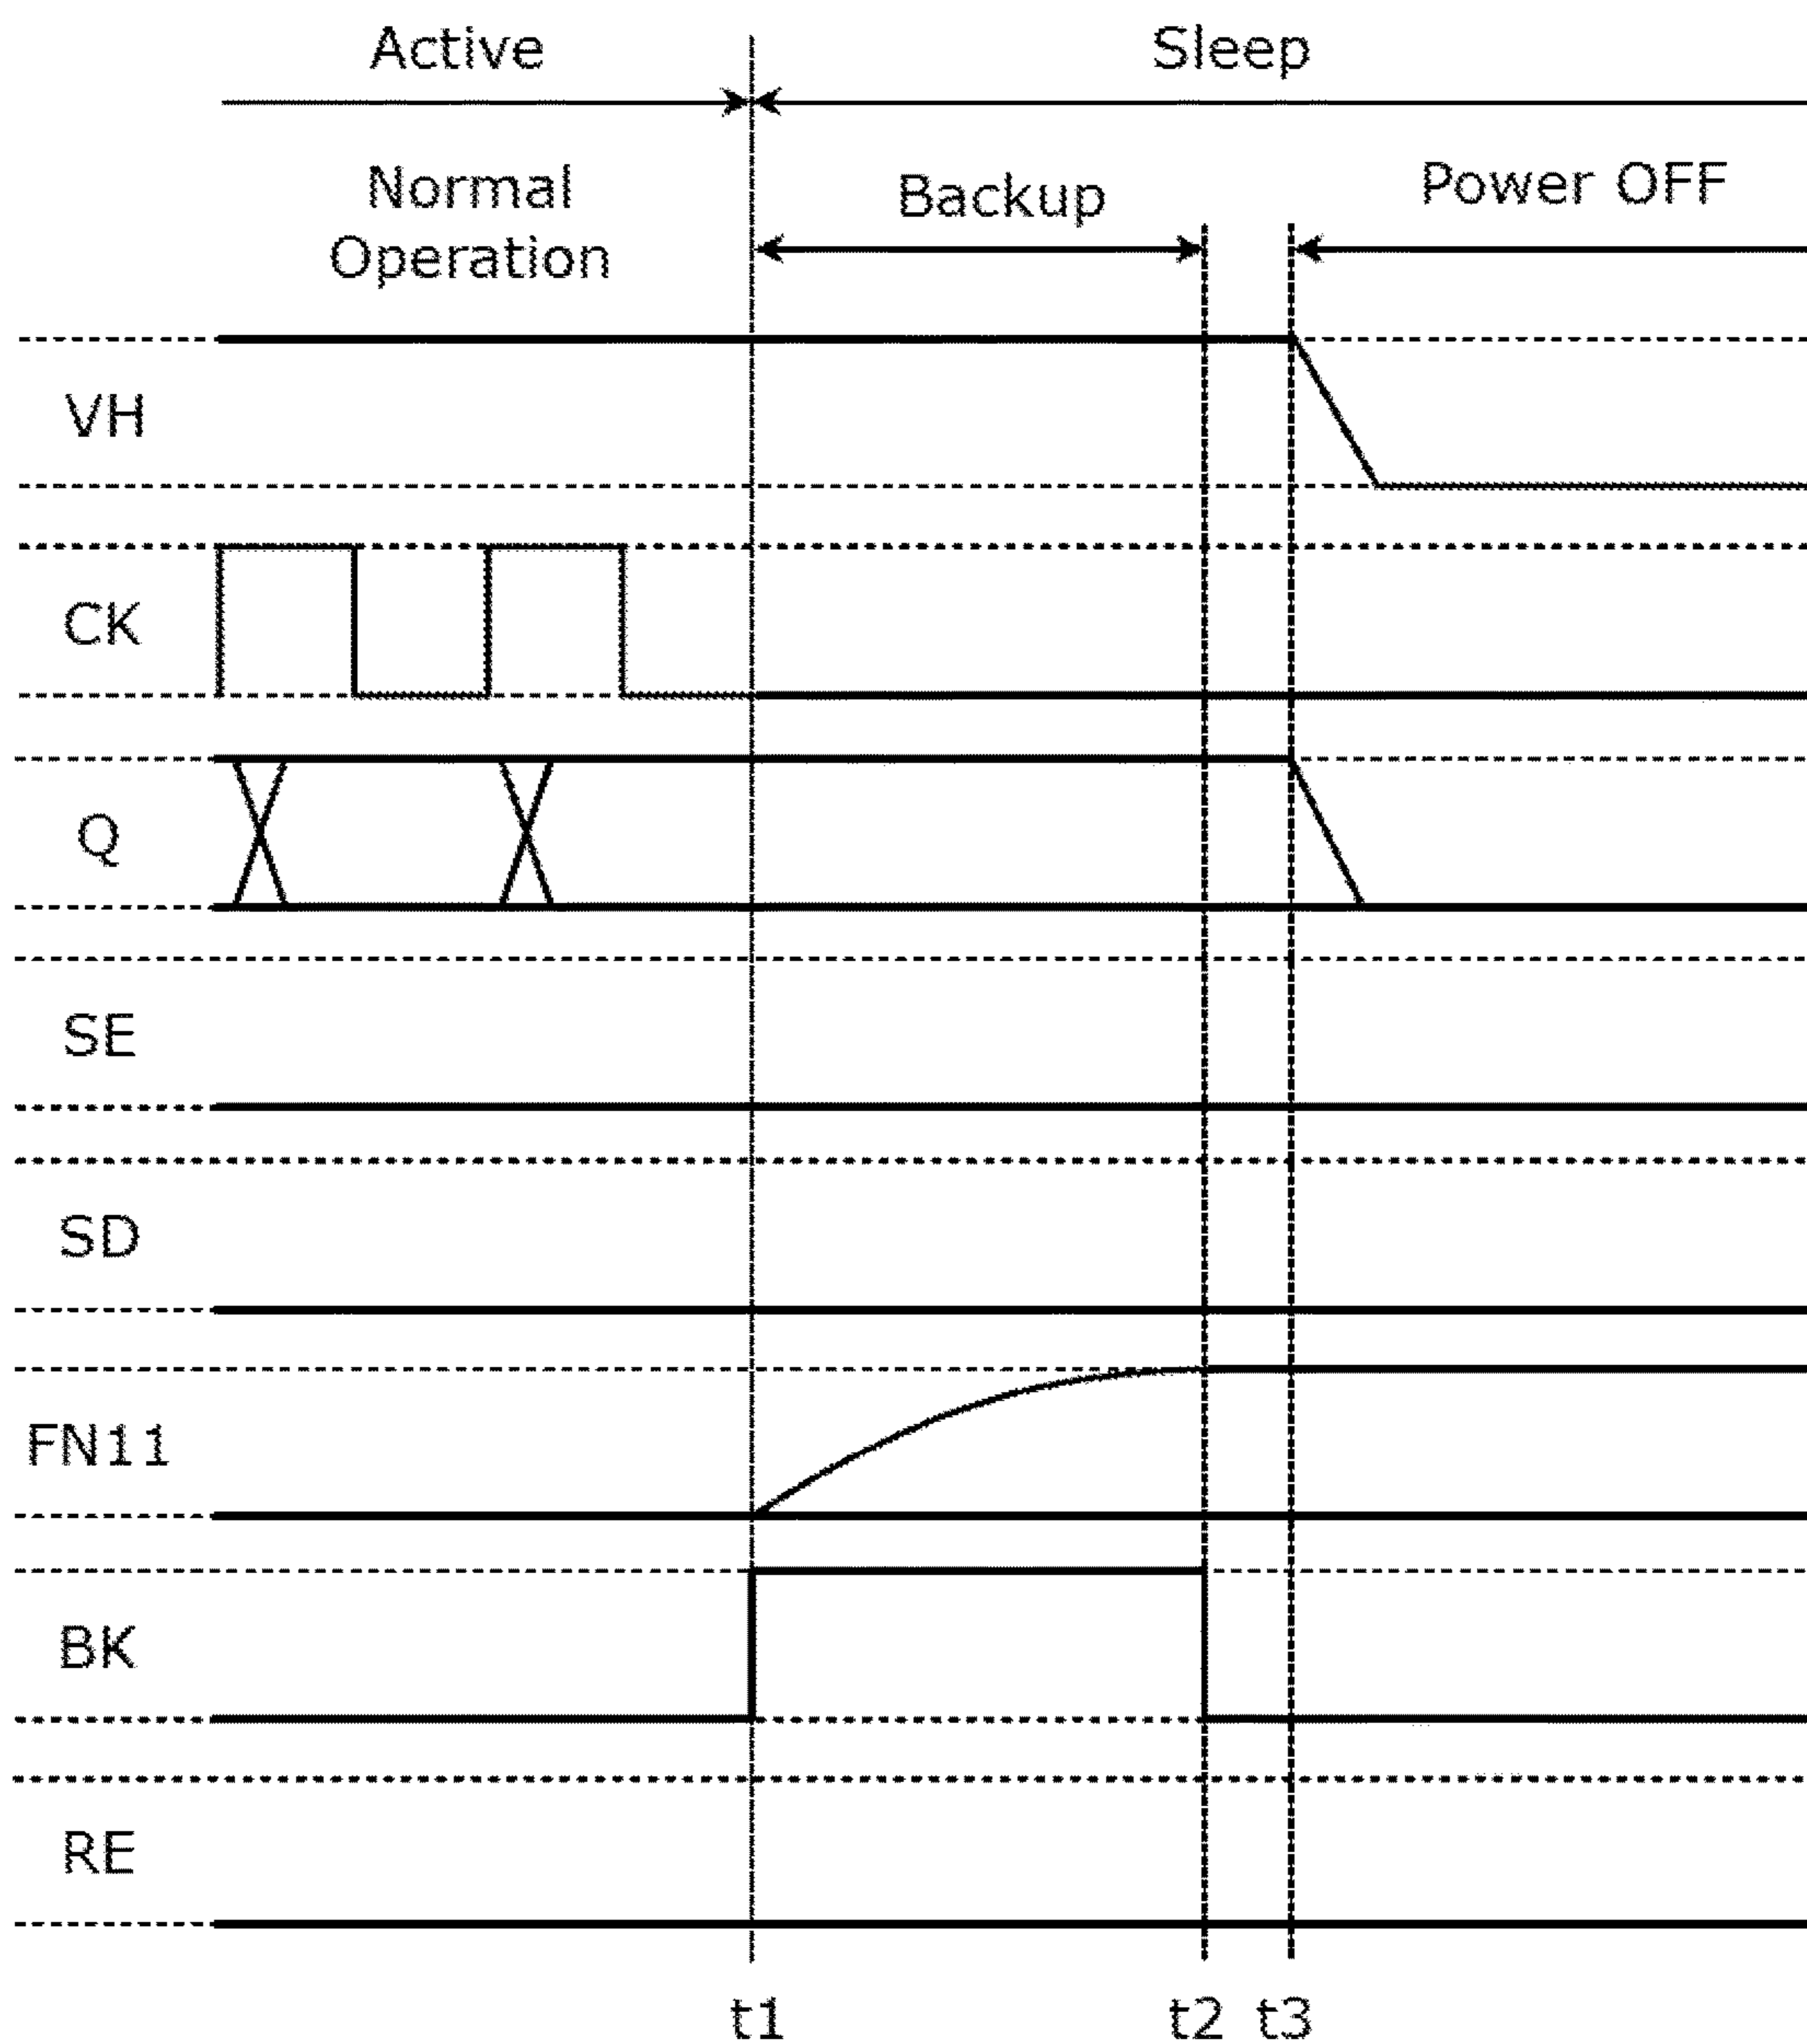 Active
Sleep
Normal
Operation
Backup
Power OFF
VH
CK
Q
SE
SD
FN11
BK
RE
t1
t2
t3